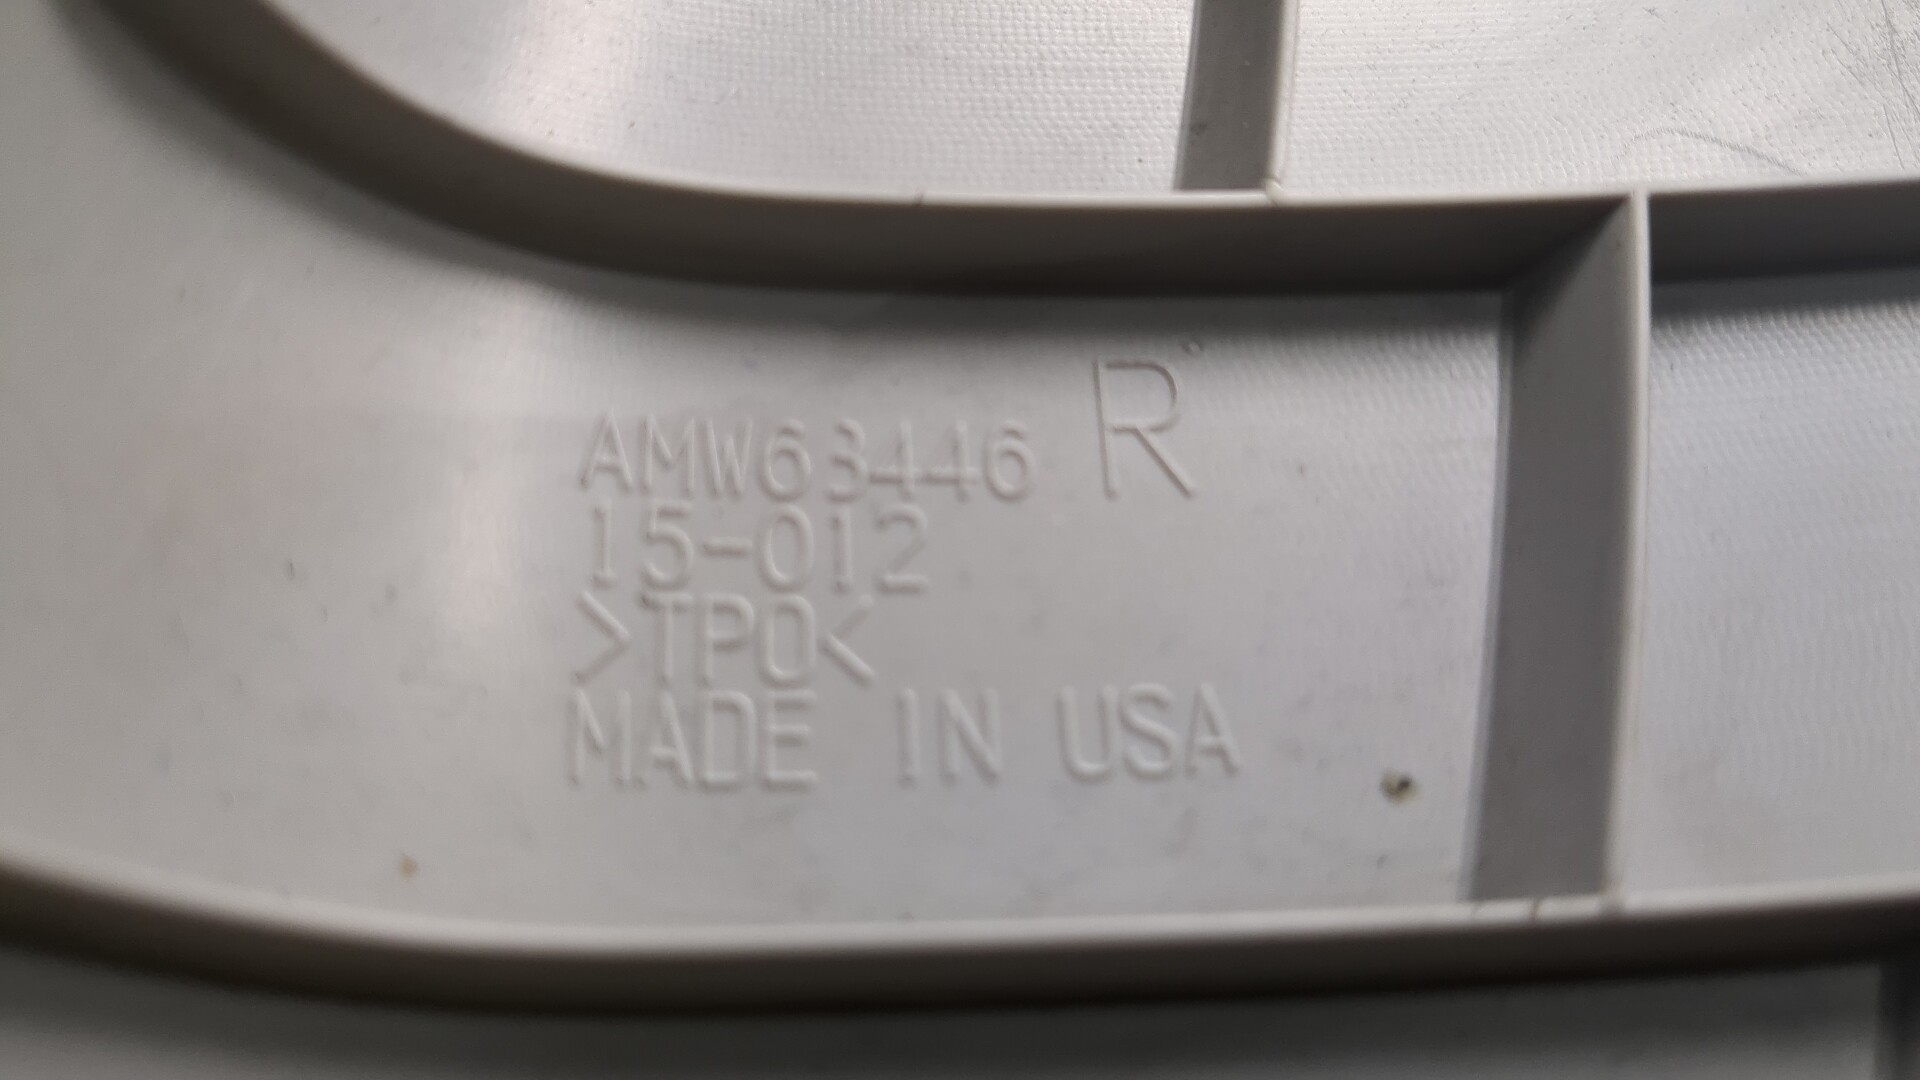 AMW63446 R
15-012
>TPO<
MADE IN USA